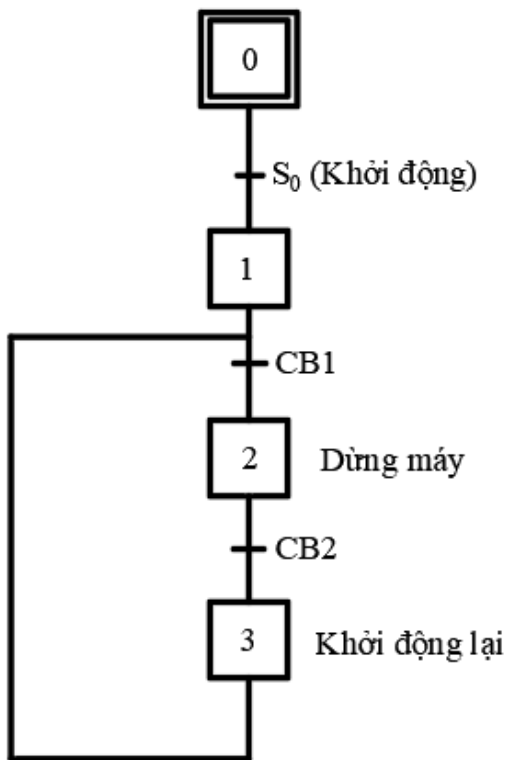 0
S₀ (Khởi động)
1
CB1
2 Dừng máy
CB2
3 Khởi động lại